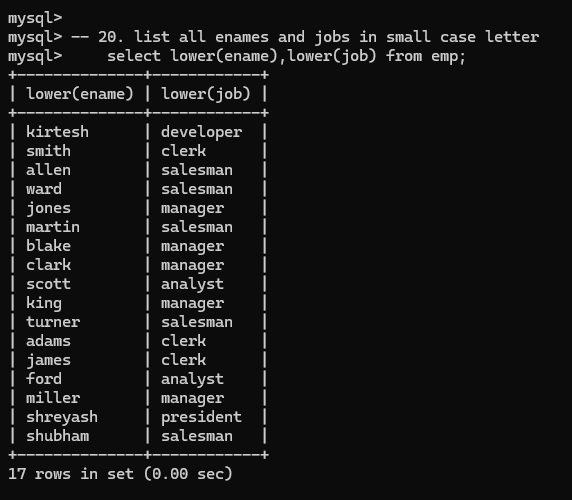 mysql>
mysql> -- 20. list all enames and jobs in small case letter
mysql>     select lower(ename),lower(job) from emp;
+--------------+------------+
| lower(ename) | lower(job) |
+--------------+------------+
| kirtesh      | developer  |
| smith        | clerk      |
| allen        | salesman   |
| ward         | salesman   |
| jones        | manager    |
| martin       | salesman   |
| blake        | manager    |
| clark        | manager    |
| scott        | analyst    |
| king         | manager    |
| turner       | salesman   |
| adams        | clerk      |
| james        | clerk      |
| ford         | analyst    |
| miller       | manager    |
| shreyash     | president  |
| shubham      | salesman   |
+--------------+------------+
17 rows in set (0.00 sec)